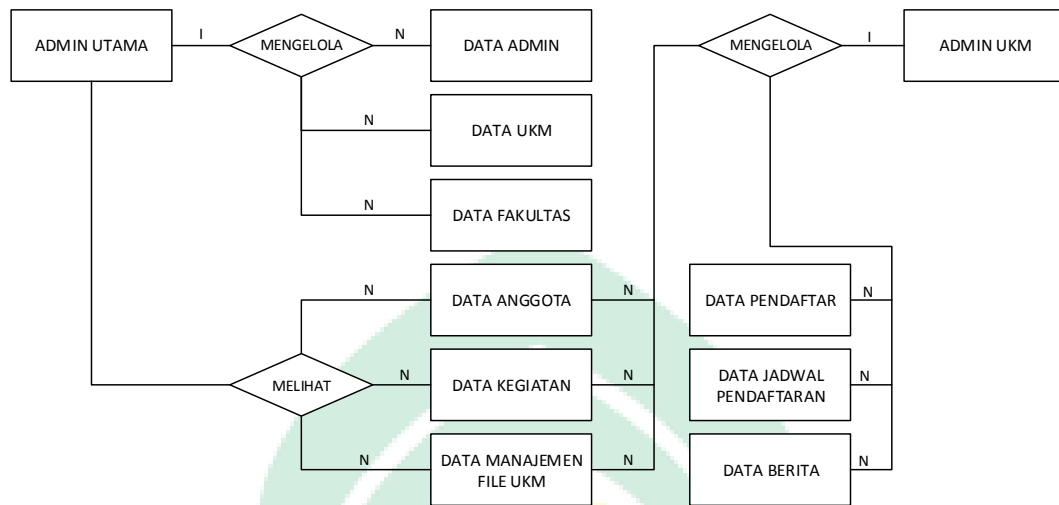 ADMIN UTAMA
I
MENGELOLA
N
DATA ADMIN
MENGELOLA
I
ADMIN UKM
N
DATA UKM
N
DATA FAKULTAS
N
DATA ANGGOTA
N
DATA PENDAFTAR
N
MELIHAT
N
DATA KEGIATAN
N
DATA JADWAL
PENDAFTARAN
N
N
DATA MANAJEMEN
FILE UKM
N
DATA BERITA
N